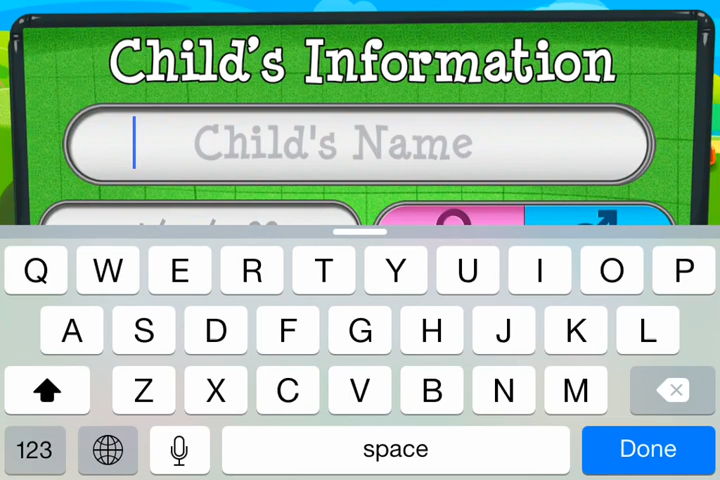 Child's Information
Child's Name
Q W E R T Y U I O P
A S D F G H J K L
Z X C V B N M
123 space Done